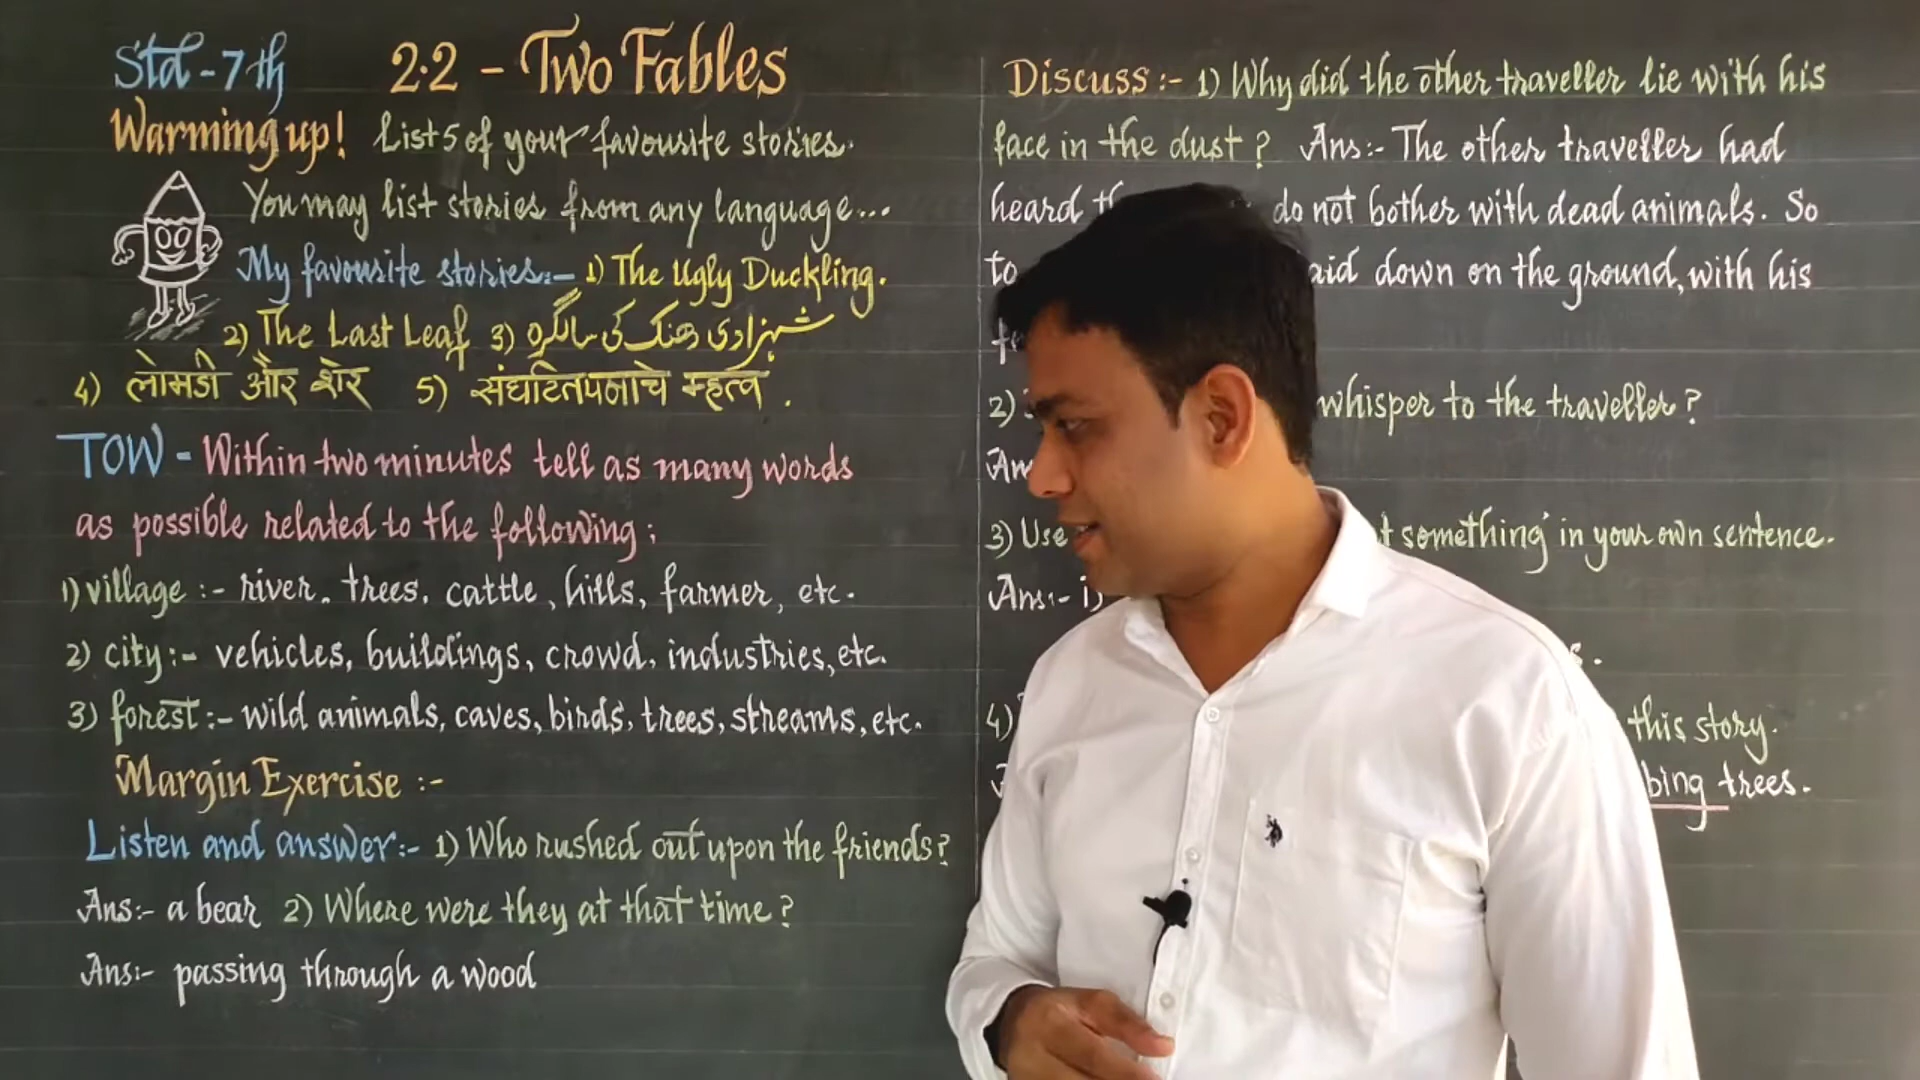 Std - 7th 2.2 - Two Fables
Warming up! List 5 of your favourite stories.
You may list stories from any language...
My favourite stories:- 1) The Ugly Duckling.
2) The Last Leaf 3) شہزادی دھنک کی سالگرہ
4) लोमडी और शेर 5) संघटितपणाचे म्हत्व .
TOW - Within two minutes tell as many words
as possible related to the following;
1) village :- river, trees, cattle, hills, farmer, etc.
2) city:- vehicles, buildings, crowd, industries, etc.
3) forest :- wild animals, caves, birds, trees, streams, etc.
Margin Exercise :-
Listen and answer:- 1) Who rushed out upon the friends?
Ans:- a bear 2) Where were they at that time?
Ans:- passing through a wood
Discuss :- 1) Why did the other traveller lie with his
face in the dust? Ans:- The other traveller had
heard do not bother with dead animals. So
to down on the ground, with his
2) whisper to the traveller?
3) Use something' in your own sentence.
Ans:- i)
4) this story.
trees.